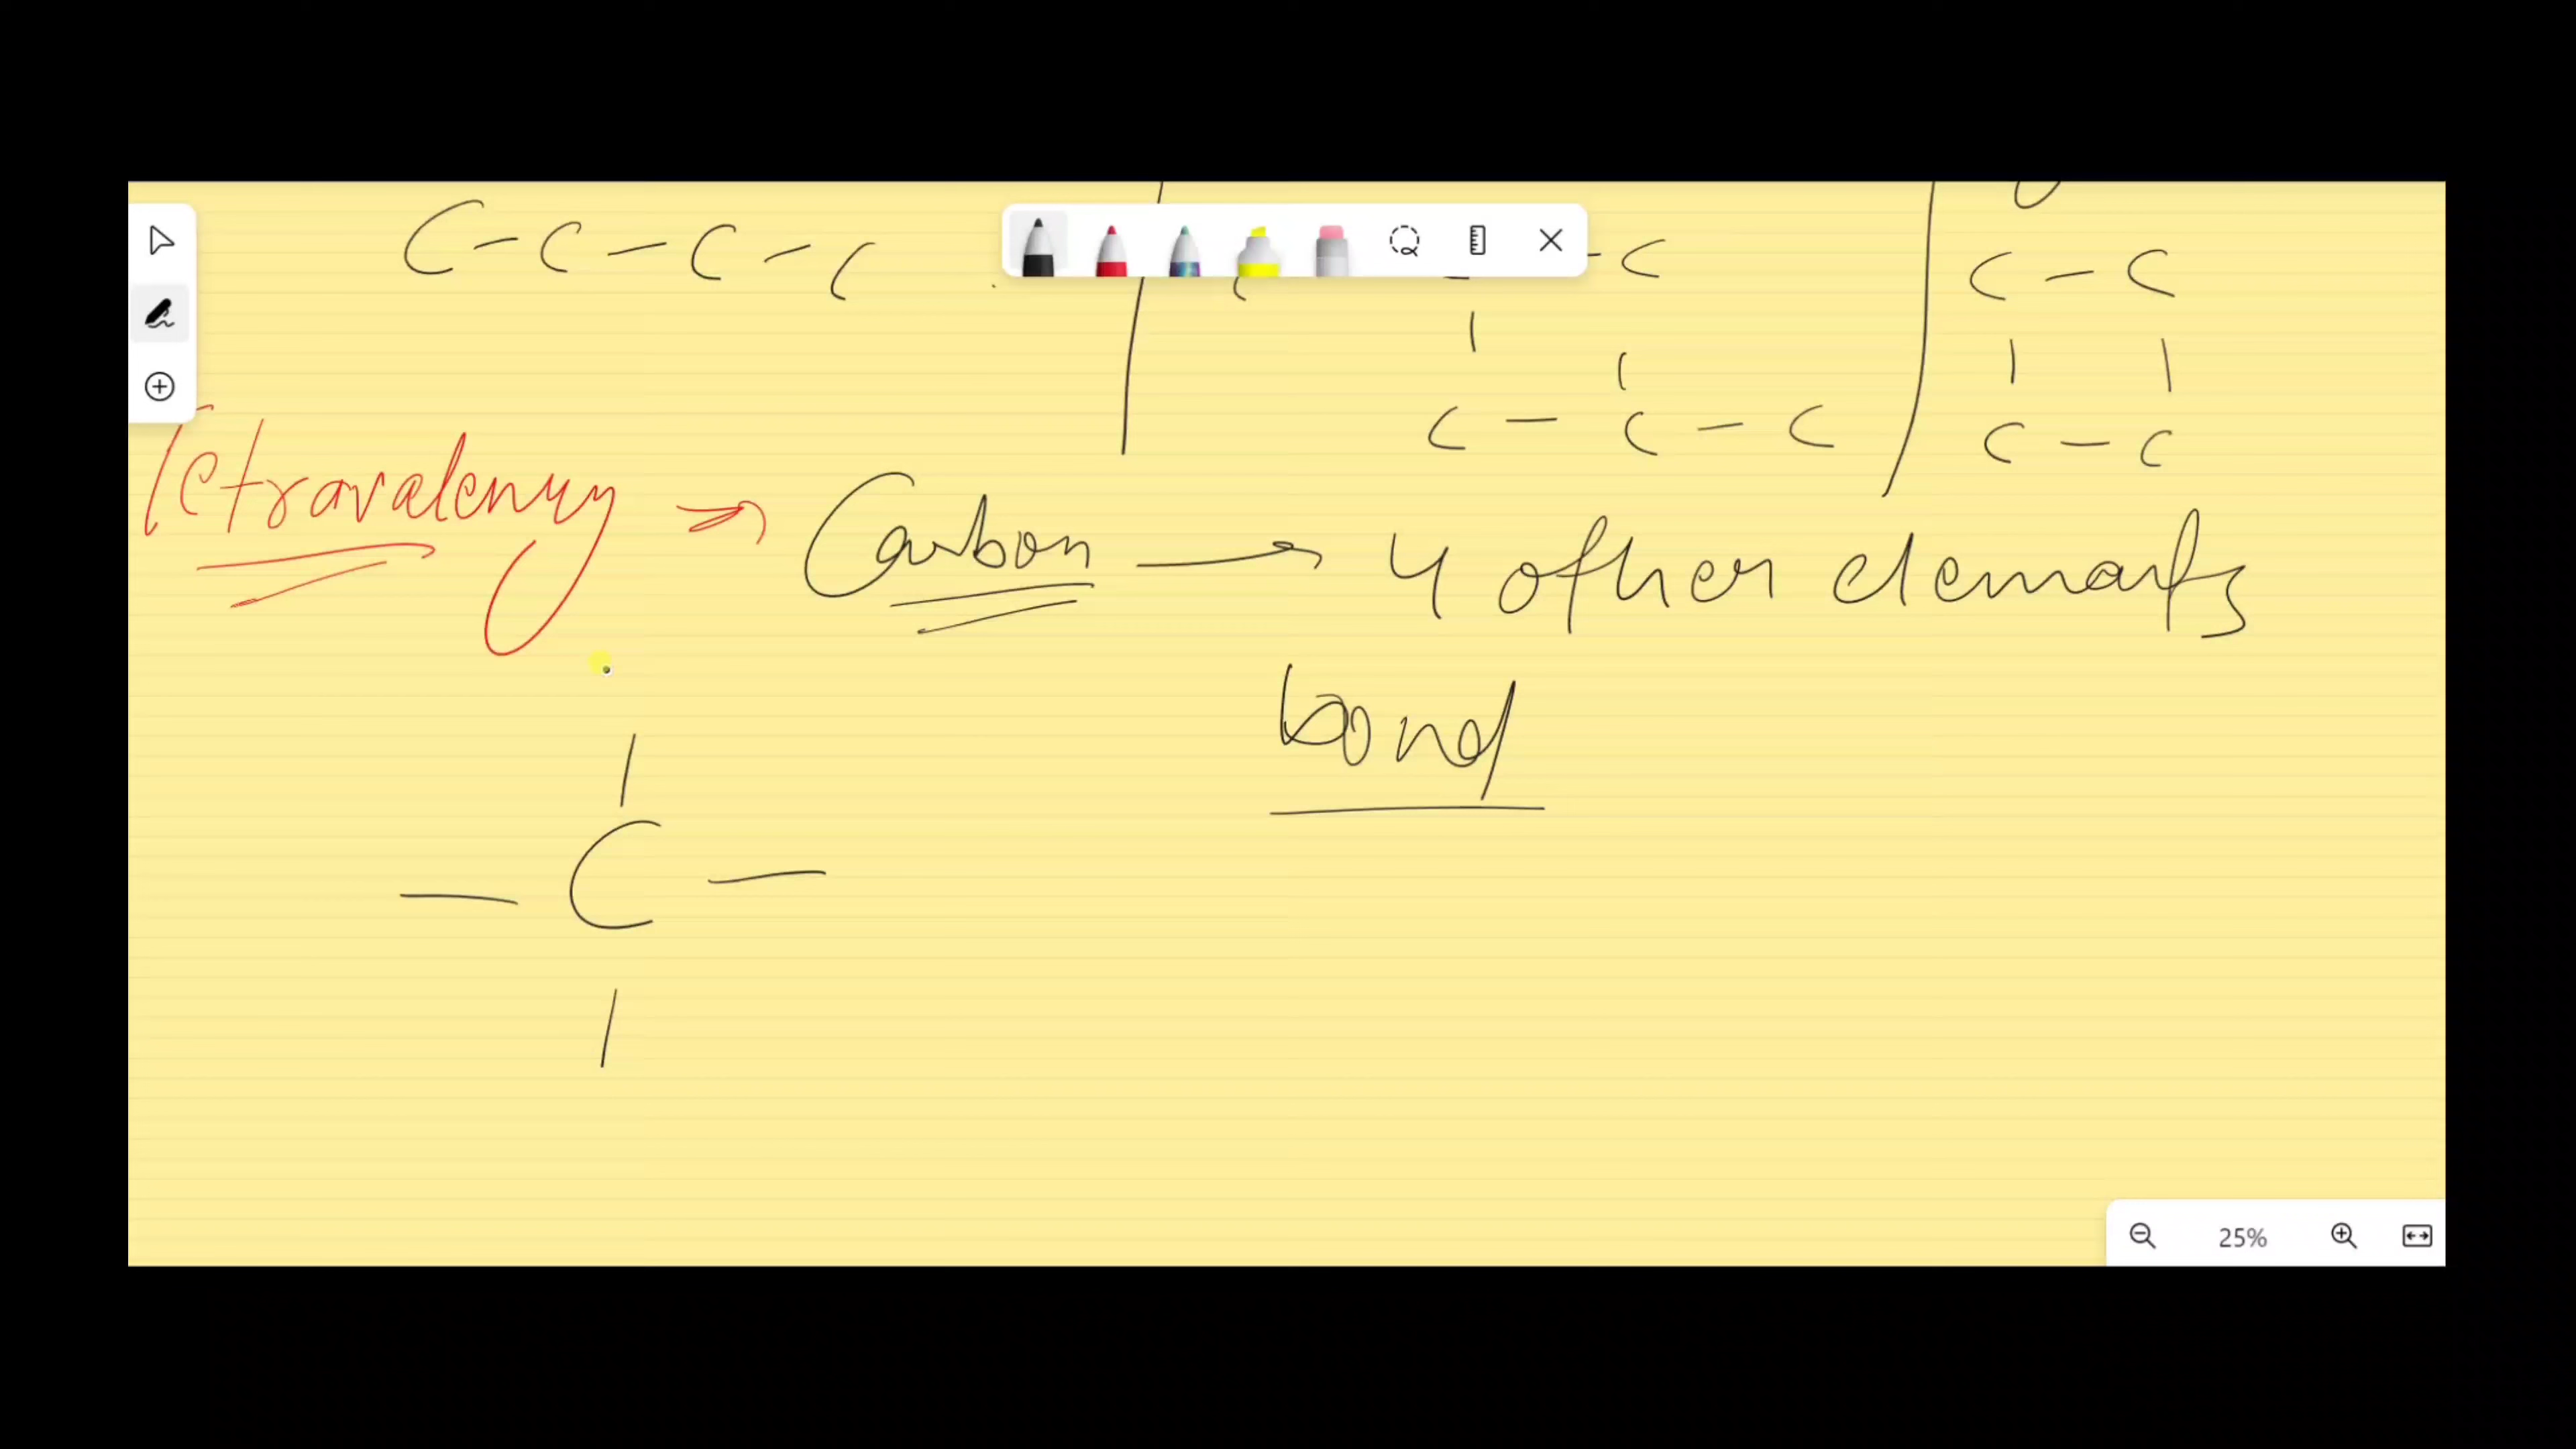 C - C - C - C
- C
C - C
C - C - C
C - C
Tetravalency → Carbon → 4 other elements
bond
- C -
25%